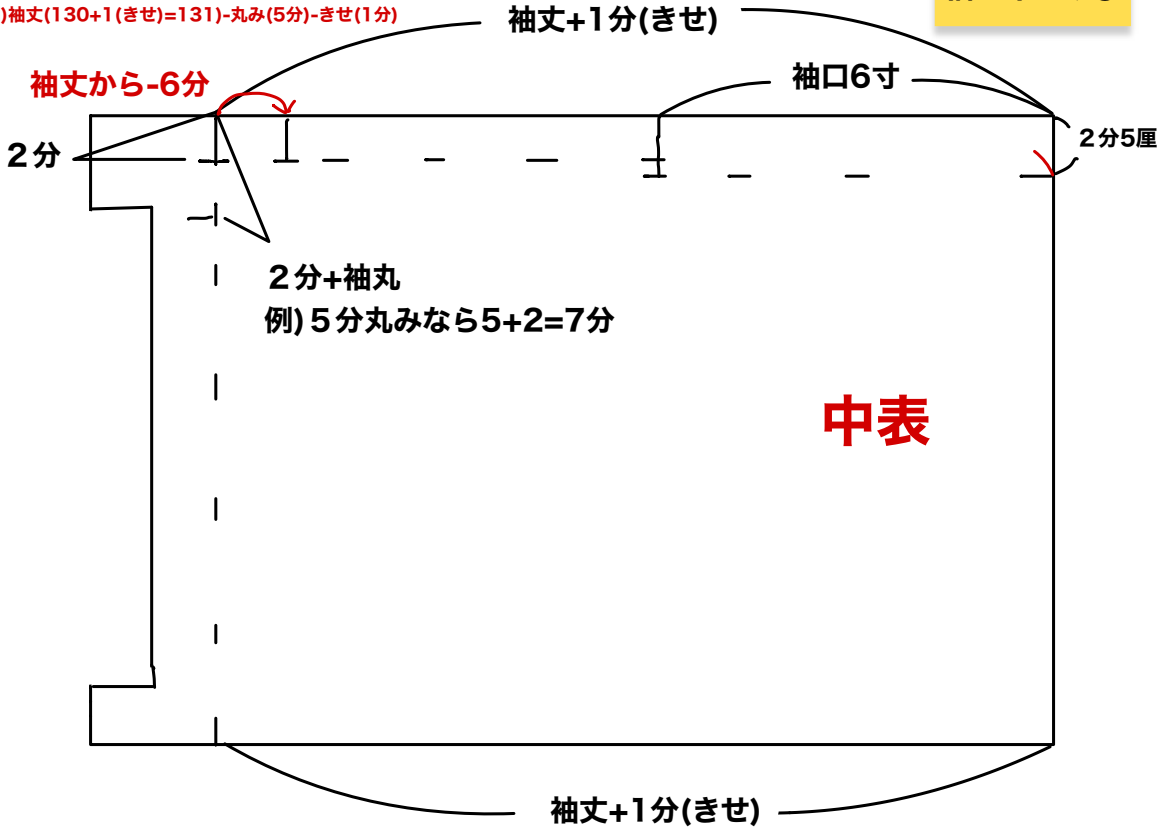 )袖丈(130+1(きせ)=131)-丸み(5分)-きせ(1分)
袖丈+1分(きせ)
袖丈から-6分
袖口6寸
2分5厘
２分
２分+袖丸
例)５分丸みなら5+2=7分
中表
袖丈+1分(きせ)